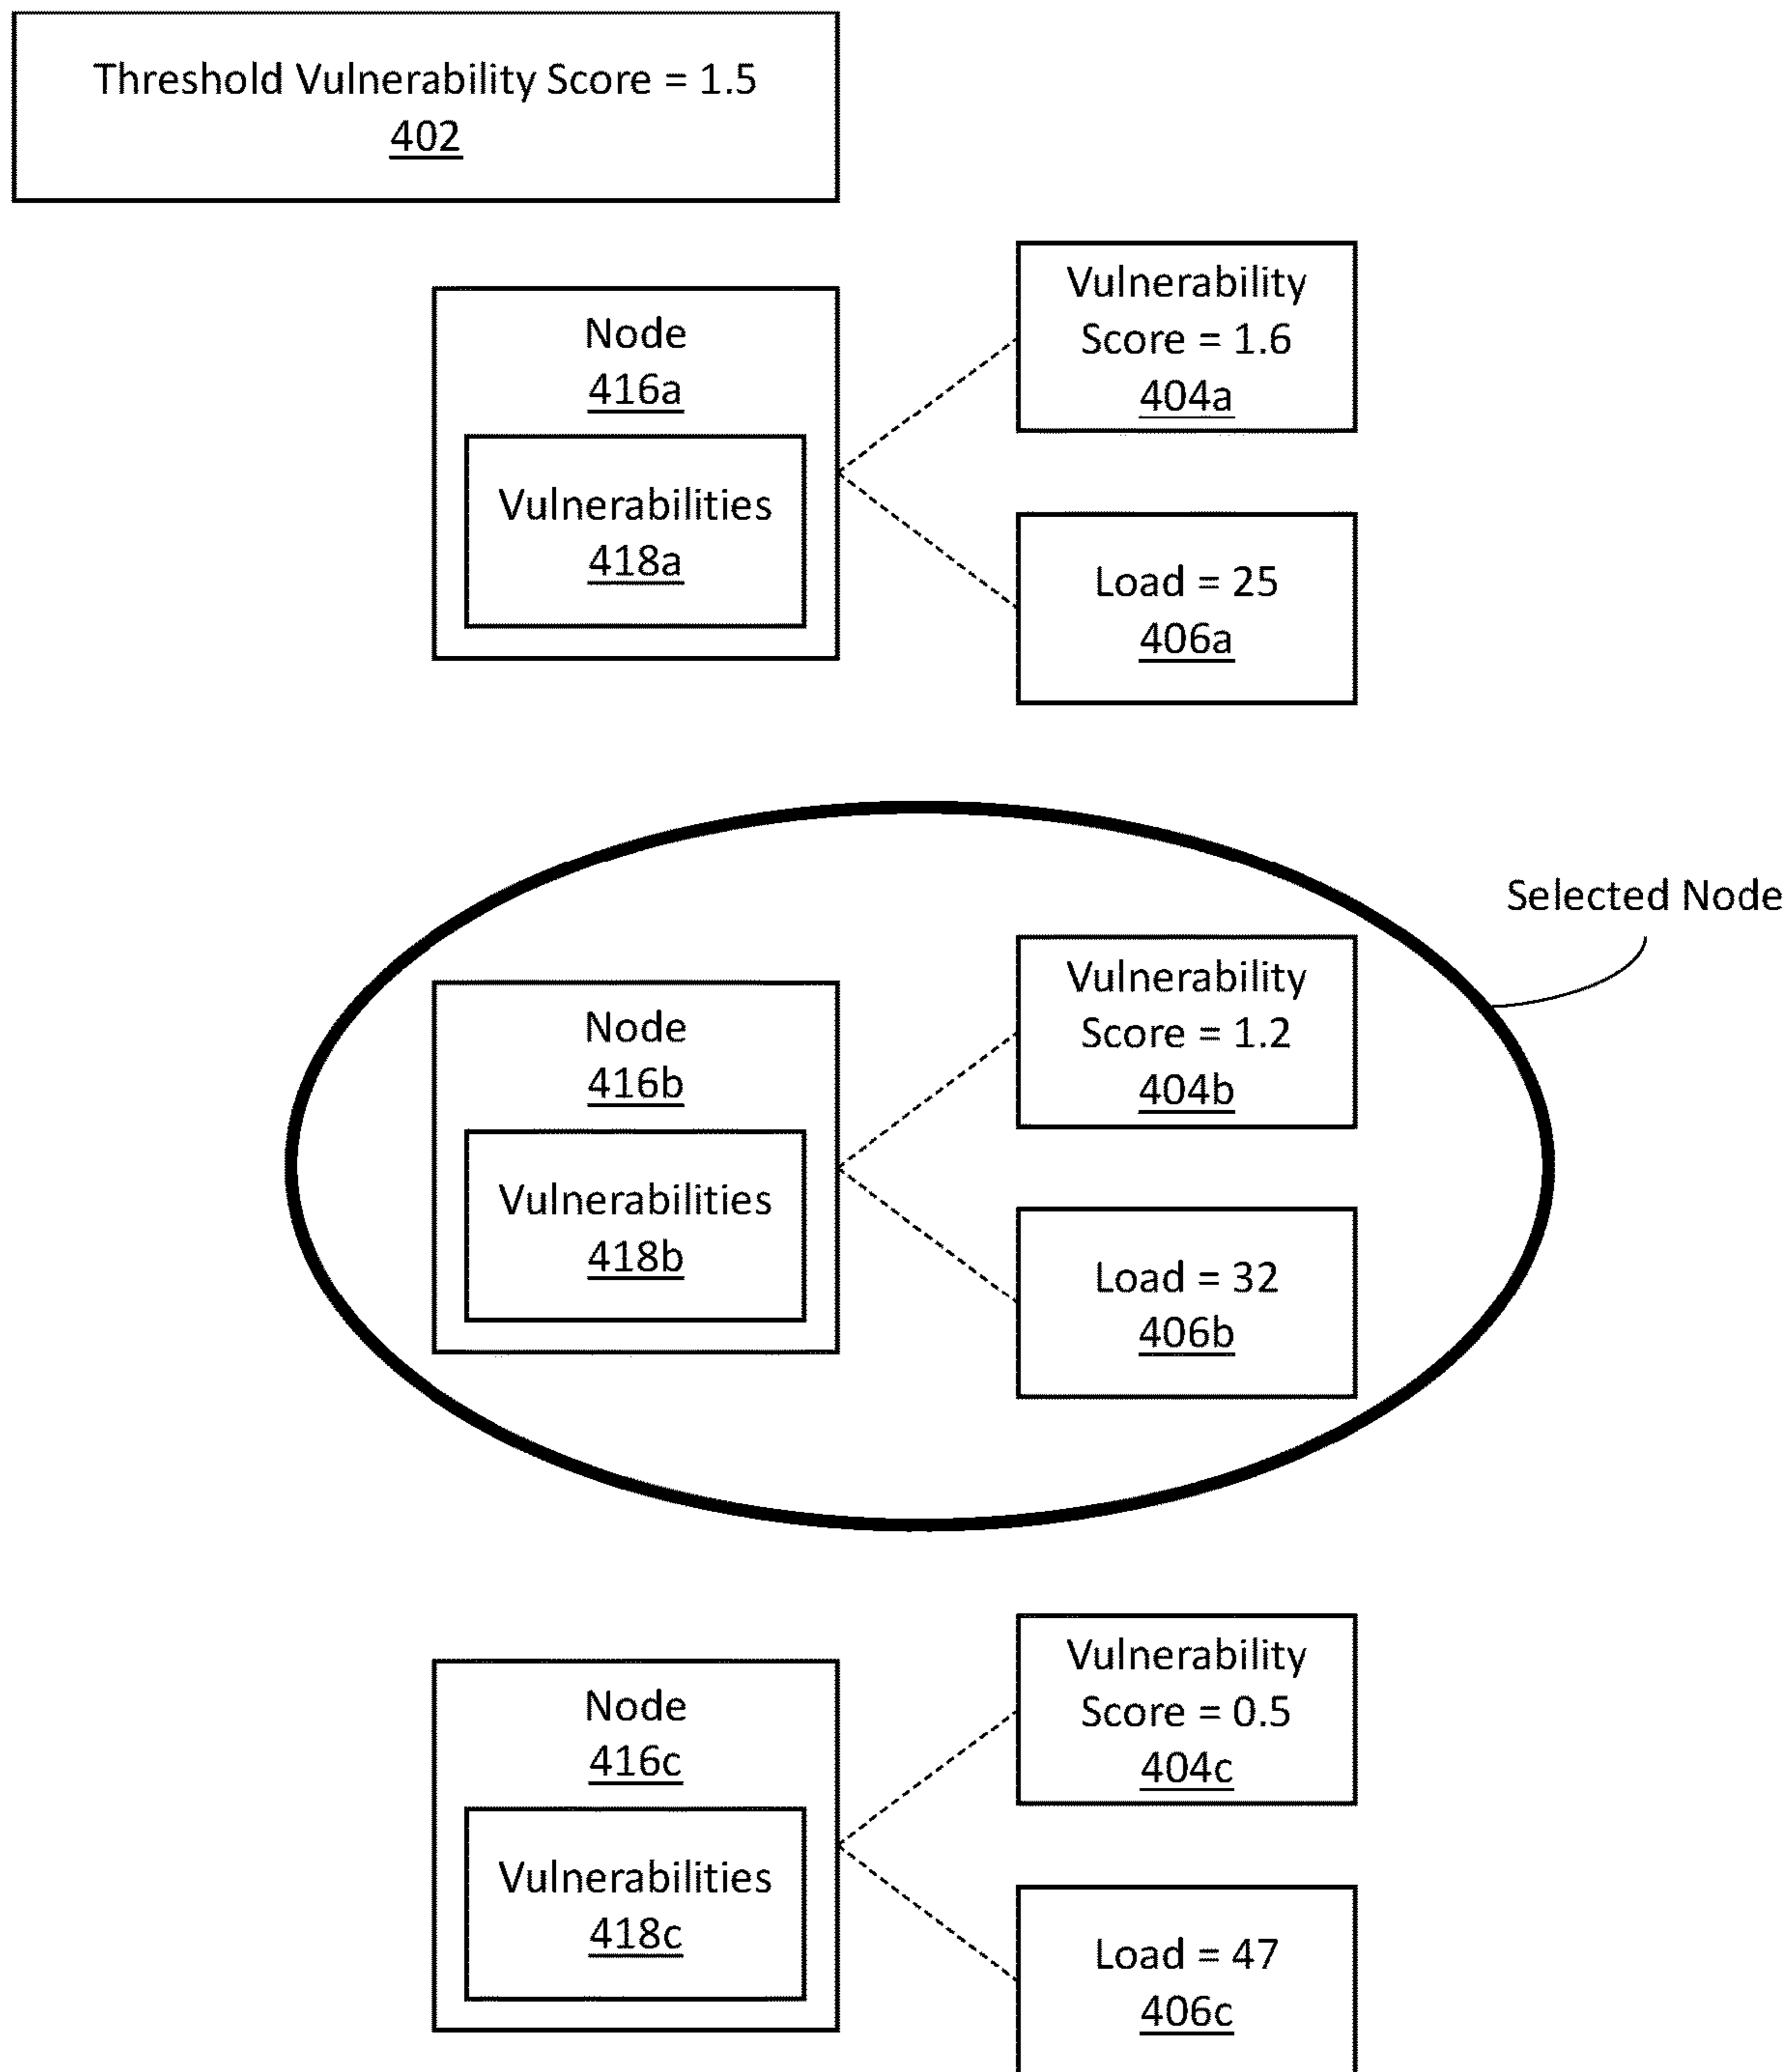 Threshold Vulnerability Score = 1.5
402
Node
416a
Vulnerabilities
418a
Vulnerability
Score = 1.6
404a
Load = 25
406a
Selected Node
Node
416b
Vulnerabilities
418b
Vulnerability
Score = 1.2
404b
Load = 32
406b
Node
416c
Vulnerabilities
418c
Vulnerability
Score = 0.5
404c
Load = 47
406c